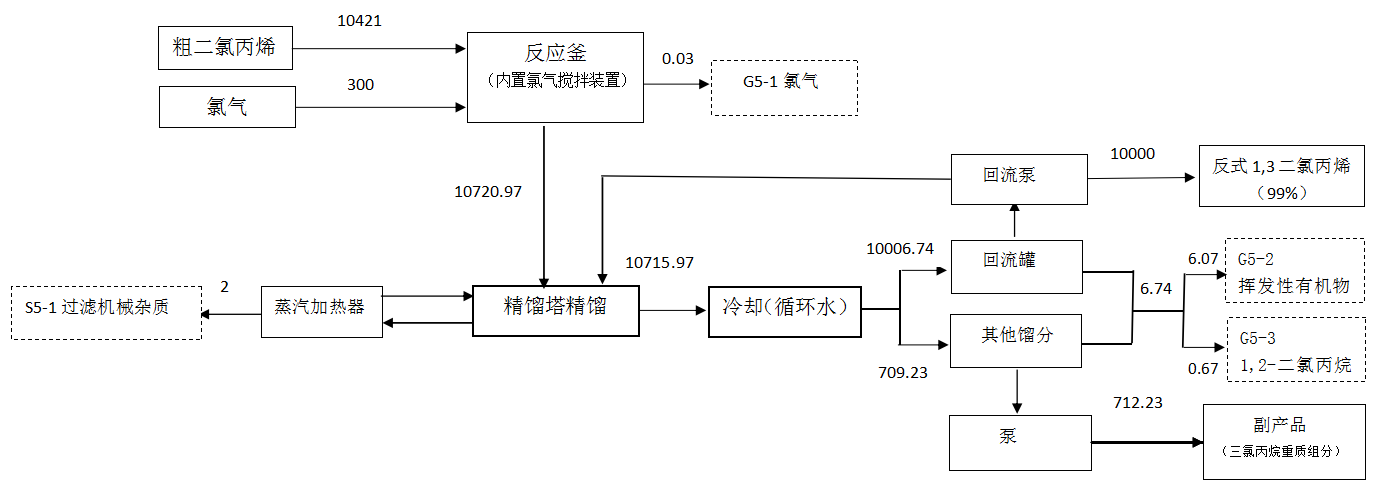 10421
粗二氯丙烯
反应釜
（内置氯气搅拌装置）
0.03
G5-1 氯气
300
氯气
10720.97
回流泵
10000
反式 1,3 二氯丙烯
（99%）
10715.97
10006.74
回流罐
6.07
G5-2
挥发性有机物
6.74
2
S5-1 过滤机械杂质
蒸汽加热器
精馏塔精馏
冷却（循环水）
其他馏分
709.23
G5-3
1,2-二氯丙烷
0.67
712.23
泵
副产品
（三氯丙烷重质组分）